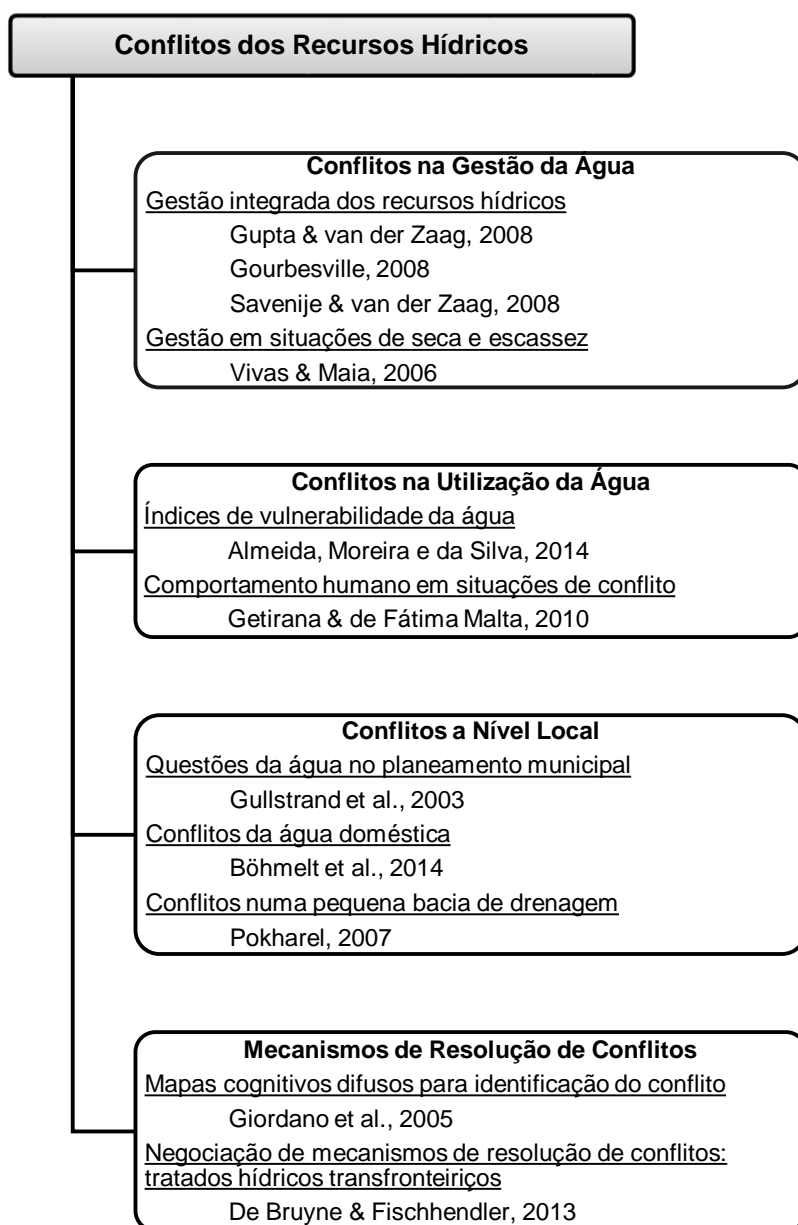 Conflitos dos Recursos Hídricos
Conflitos na Gestão da Água
Gestão integrada dos recursos hídricos
Gupta & van der Zaag, 2008
Gourbesville, 2008
Savenije & van der Zaag, 2008
Gestão em situações de seca e escassez
Vivas & Maia, 2006
Conflitos na Utilização da Água
Índices de vulnerabilidade da água
Almeida, Moreira e da Silva, 2014
Comportamento humano em situações de conflito
Getirana & de Fátima Malta, 2010
Conflitos a Nível Local
Questões da água no planeamento municipal
Gullstrand et al., 2003
Conflitos da água doméstica
Böhmelt et al., 2014
Conflitos numa pequena bacia de drenagem
Pokharel, 2007
Mecanismos de Resolução de Conflitos
Mapas cognitivos difusos para identificação do conflito
Giordano et al., 2005
Negociação de mecanismos de resolução de conflitos:
tratados hídricos transfronteiriços
De Bruyne & Fischhendler, 2013